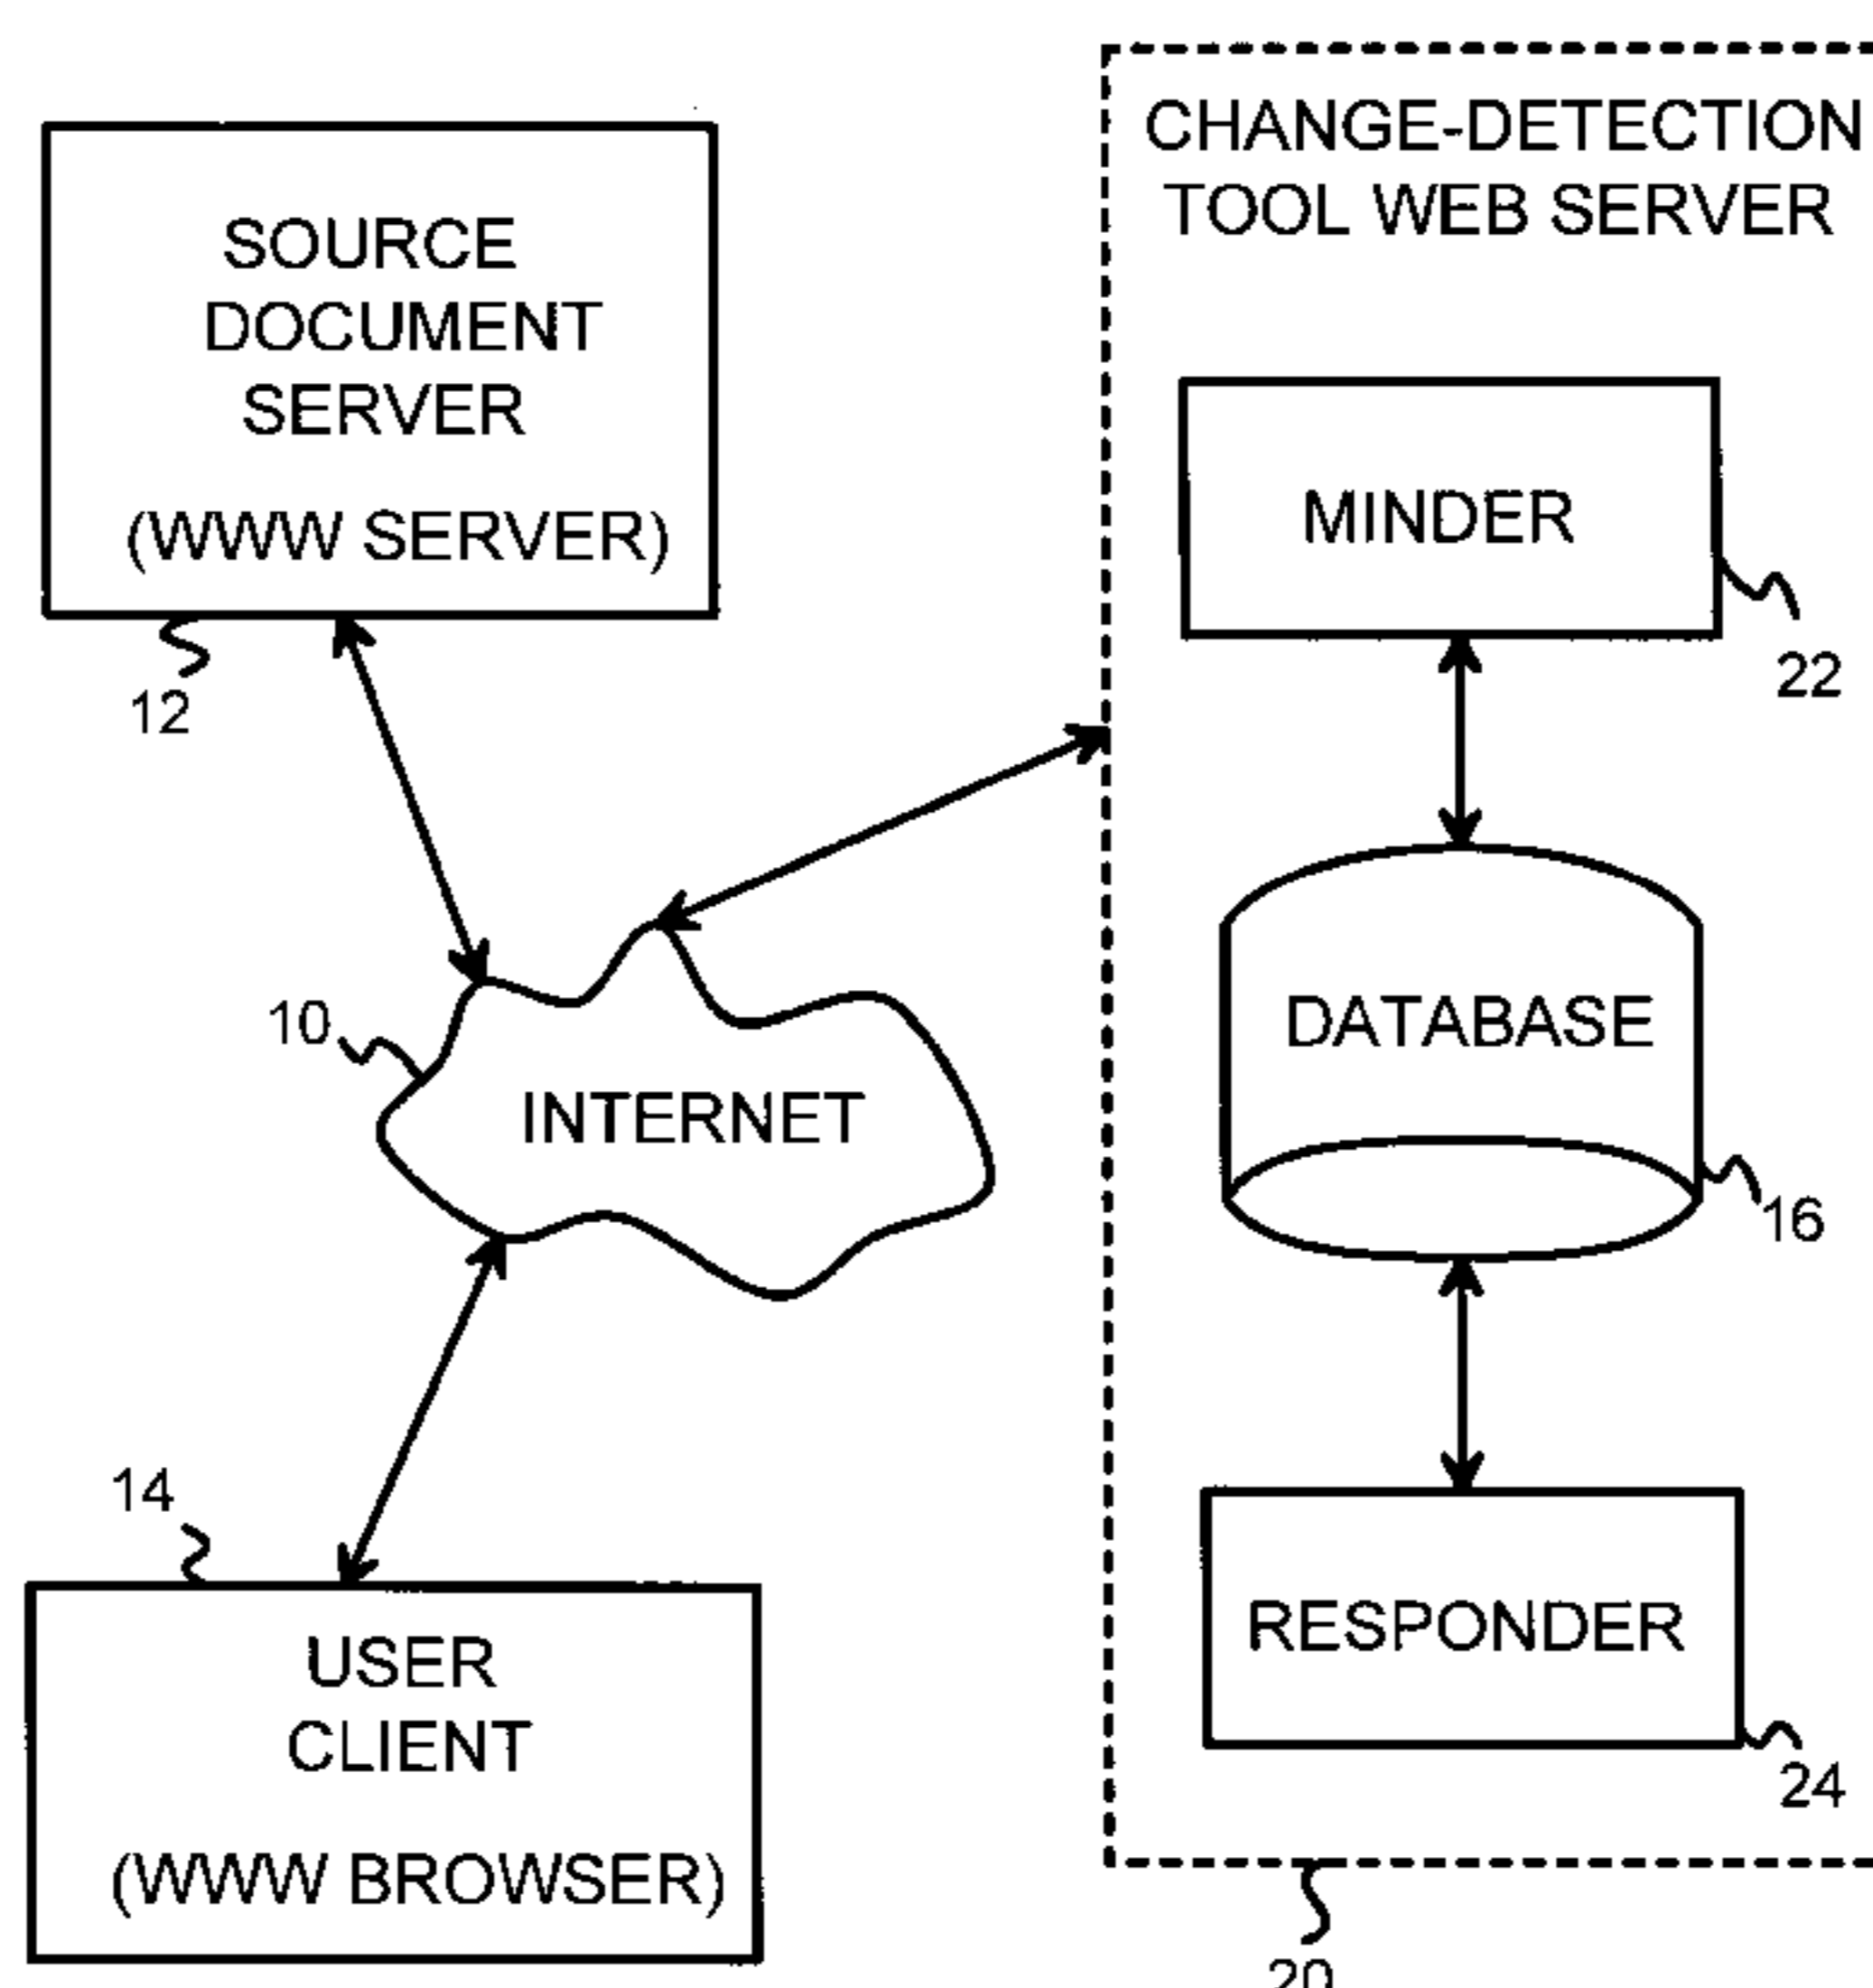 SOURCE
DOCUMENT
SERVER
(WWW SERVER)
12
CHANGE-DETECTION
TOOL WEB SERVER
MINDER
22
10
INTERNET
DATABASE
16
14
USER
CLIENT
(WWW BROWSER)
RESPONDER
24
20